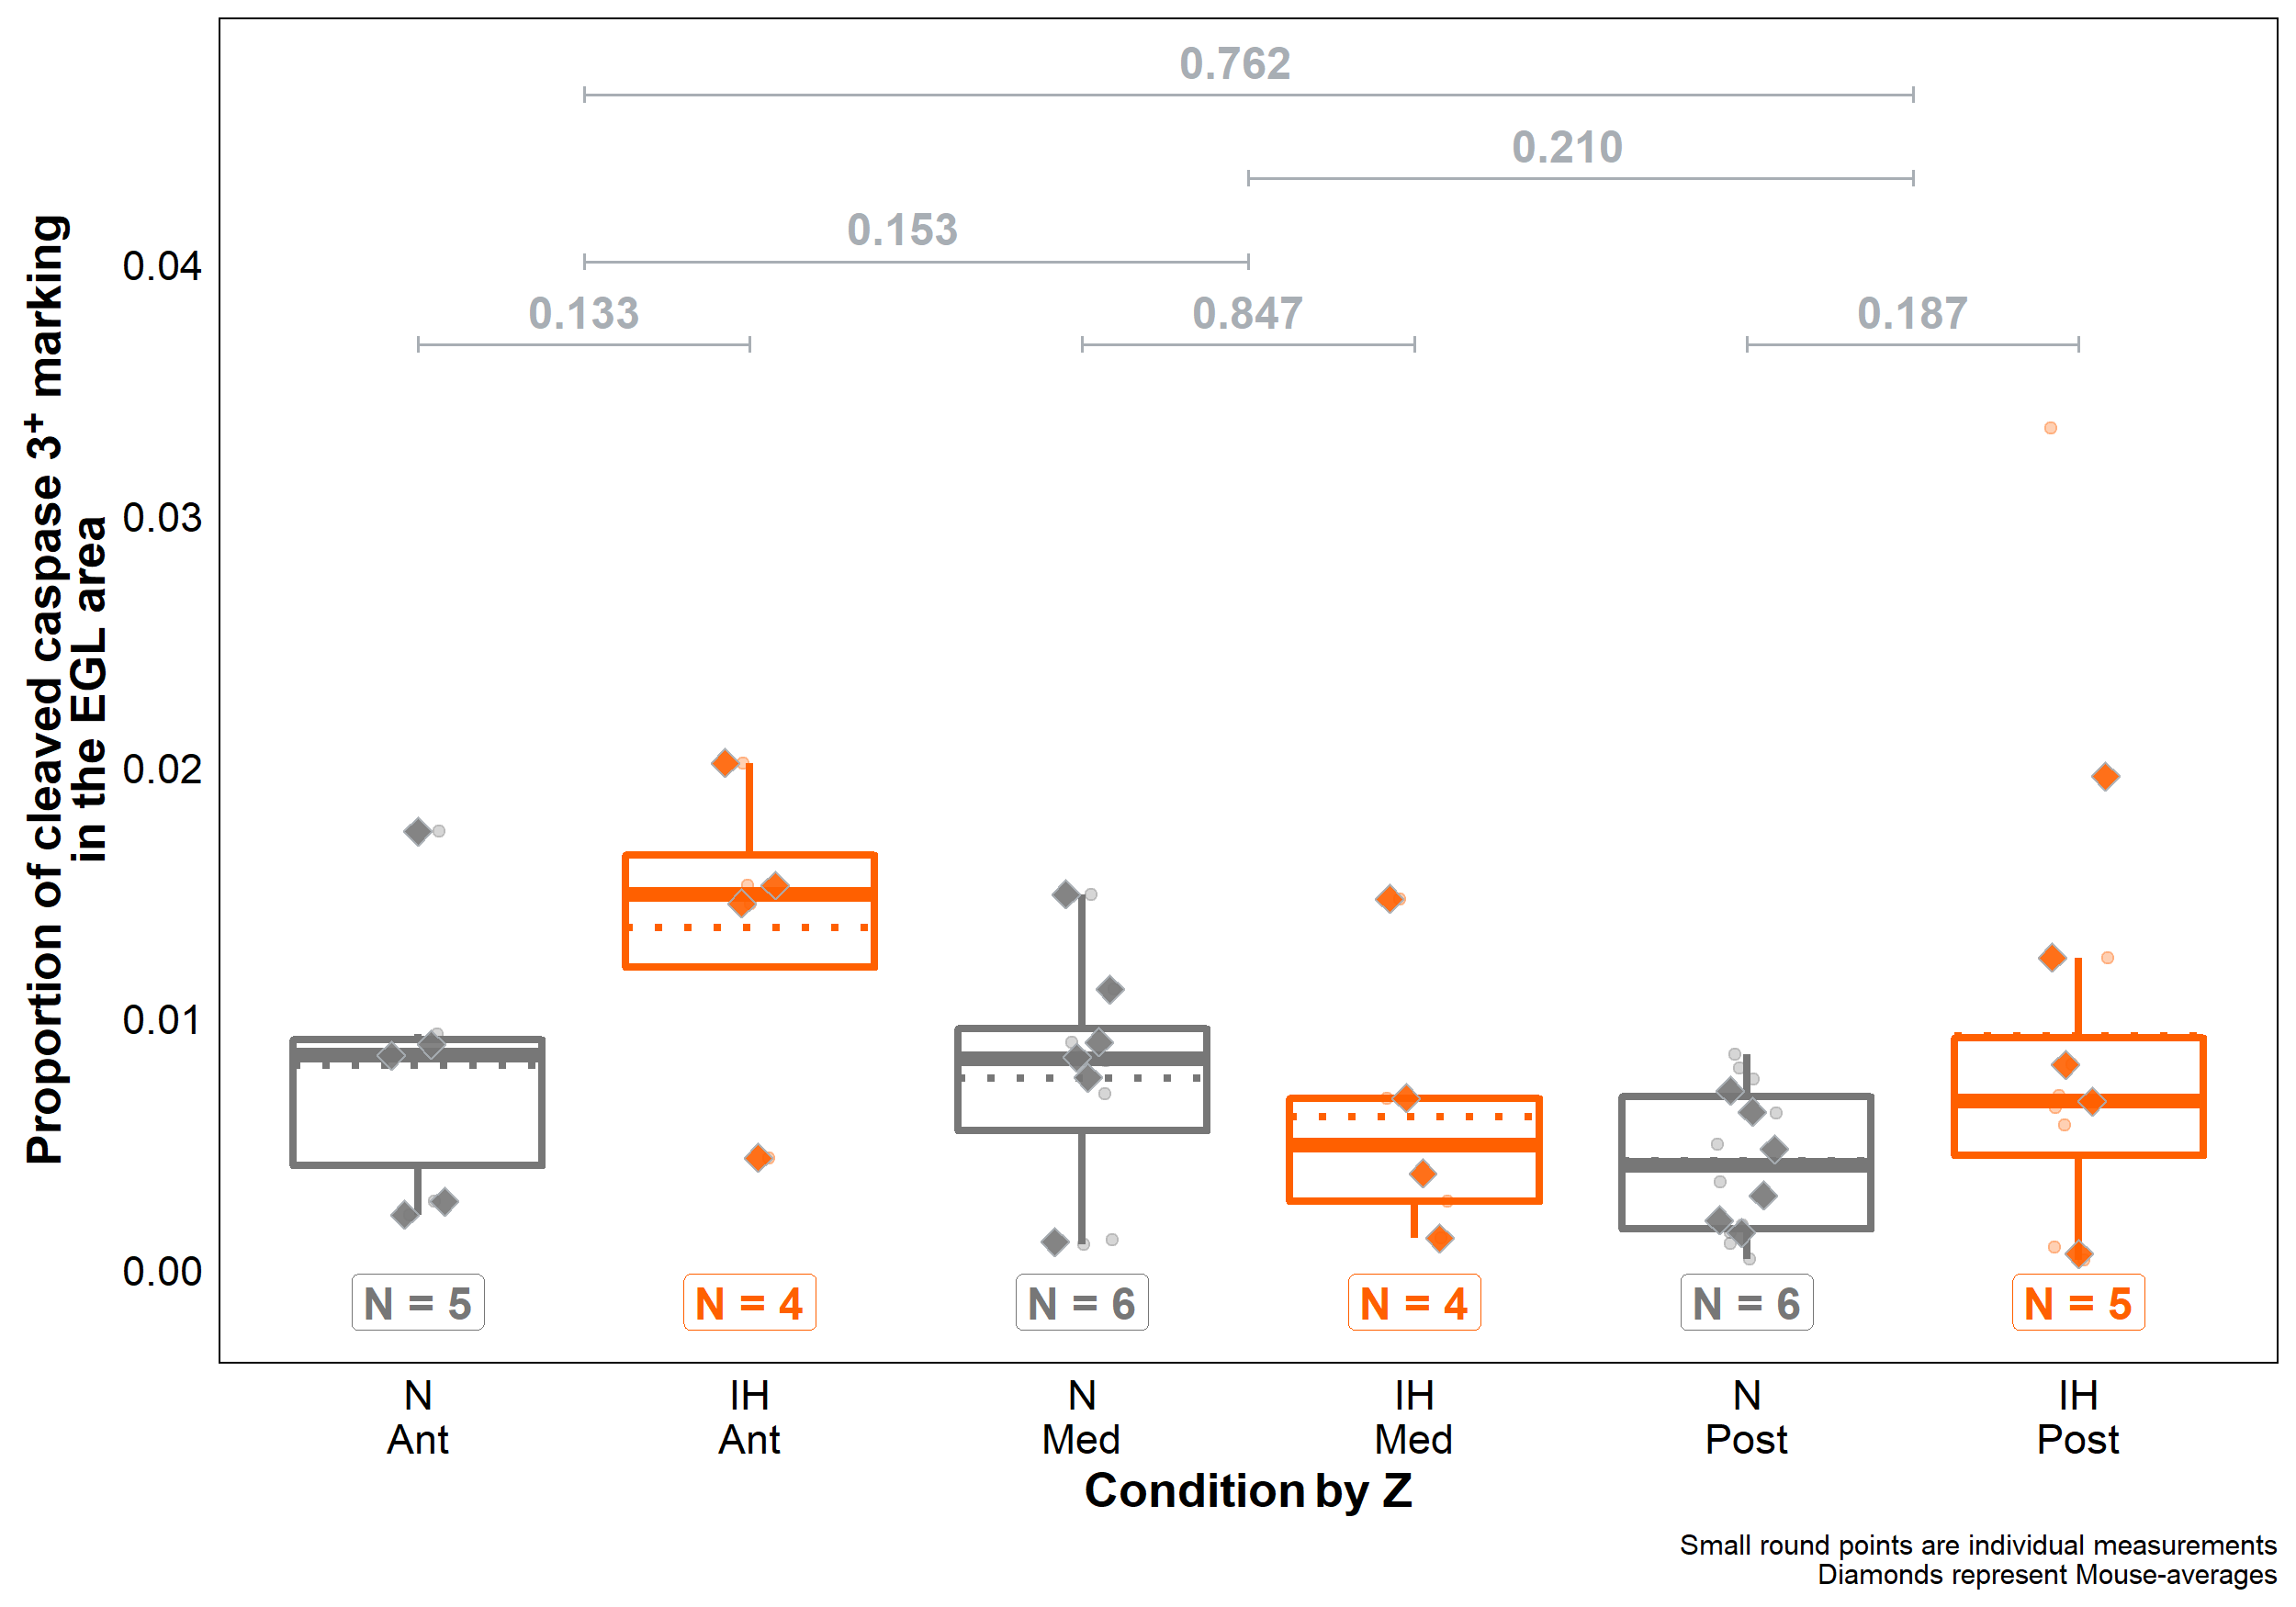 0.762
0.210
0.153
0.133
0.847
0.187
Proportion of cleaved caspase 3⁺ marking
in the EGL area
0.04
0.03
0.02
0.01
0.00
N = 5
N = 4
N = 6
N = 4
N = 6
N = 5
N
Ant
IH
Ant
N
Med
IH
Med
N
Post
IH
Post
Condition by Z
Small round points are individual measurements
Diamonds represent Mouse-averages